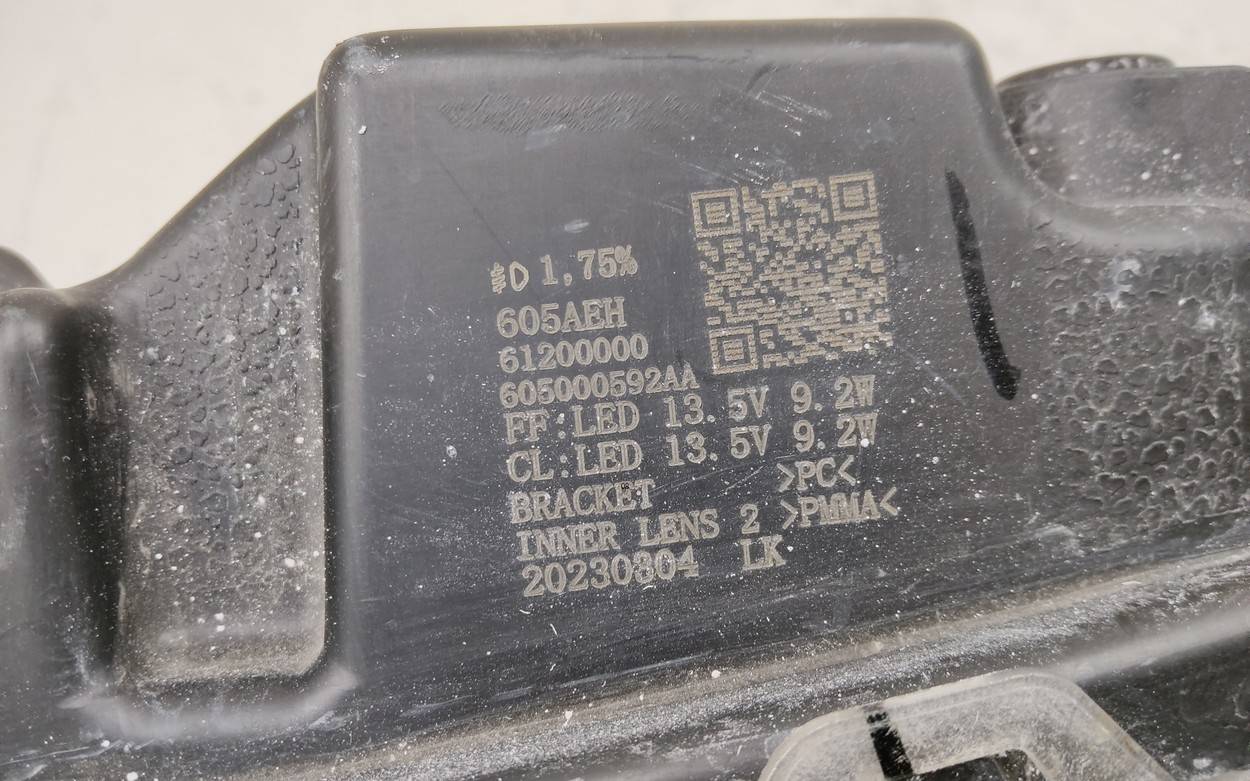 1,75%
605AEH
61200000
605000592AA
FF:LED 13.5V 9.2W
CL:LED 13.5V 9.2W
BRACKET >PC<
INNER LENS 2 >PMMA<
20230304 LK